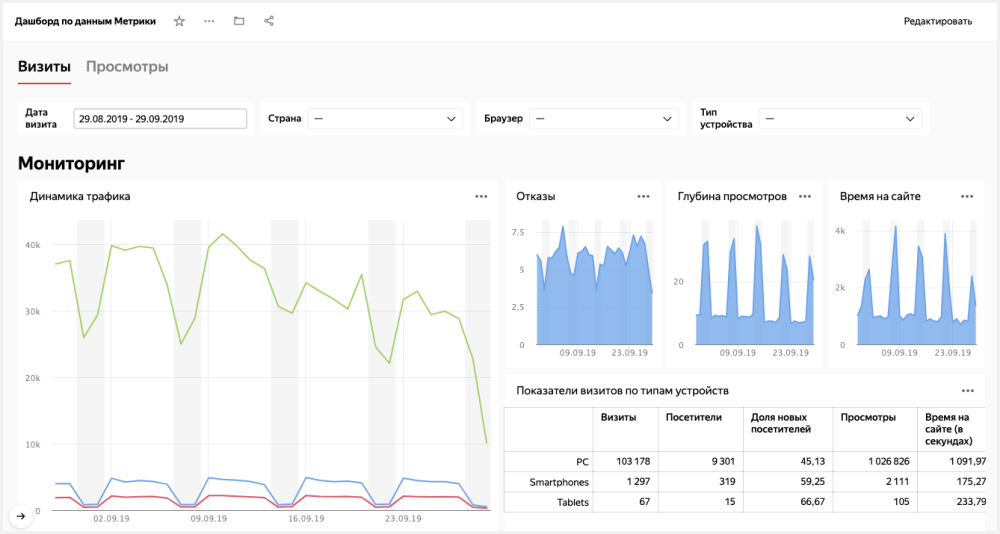 Дашборд по данным Метрики
Редактировать
Визиты Просмотры
Дата визита 29.08.2019 - 29.09.2019 Страна — Браузер — Тип устройства —
Мониторинг
Динамика трафика
40k
30k
20k
10k
0
02.09.19 09.09.19 16.09.19 23.09.19
Отказы
7.5
5
2.5
0
09.09.19 23.09.19
Глубина просмотров
20
0
09.09.19 23.09.19
Время на сайте
4k
2k
0
09.09.19 23.09.19
Показатели визитов по типам устройств
Визиты Посетители Доля новых посетителей Просмотры Время на сайте (в секундах)
PC 103 178 9 301 45,13 1 026 826 1 091,97
Smartphones 1 297 319 59,25 2 111 175,27
Tablets 67 15 66,67 105 233,79